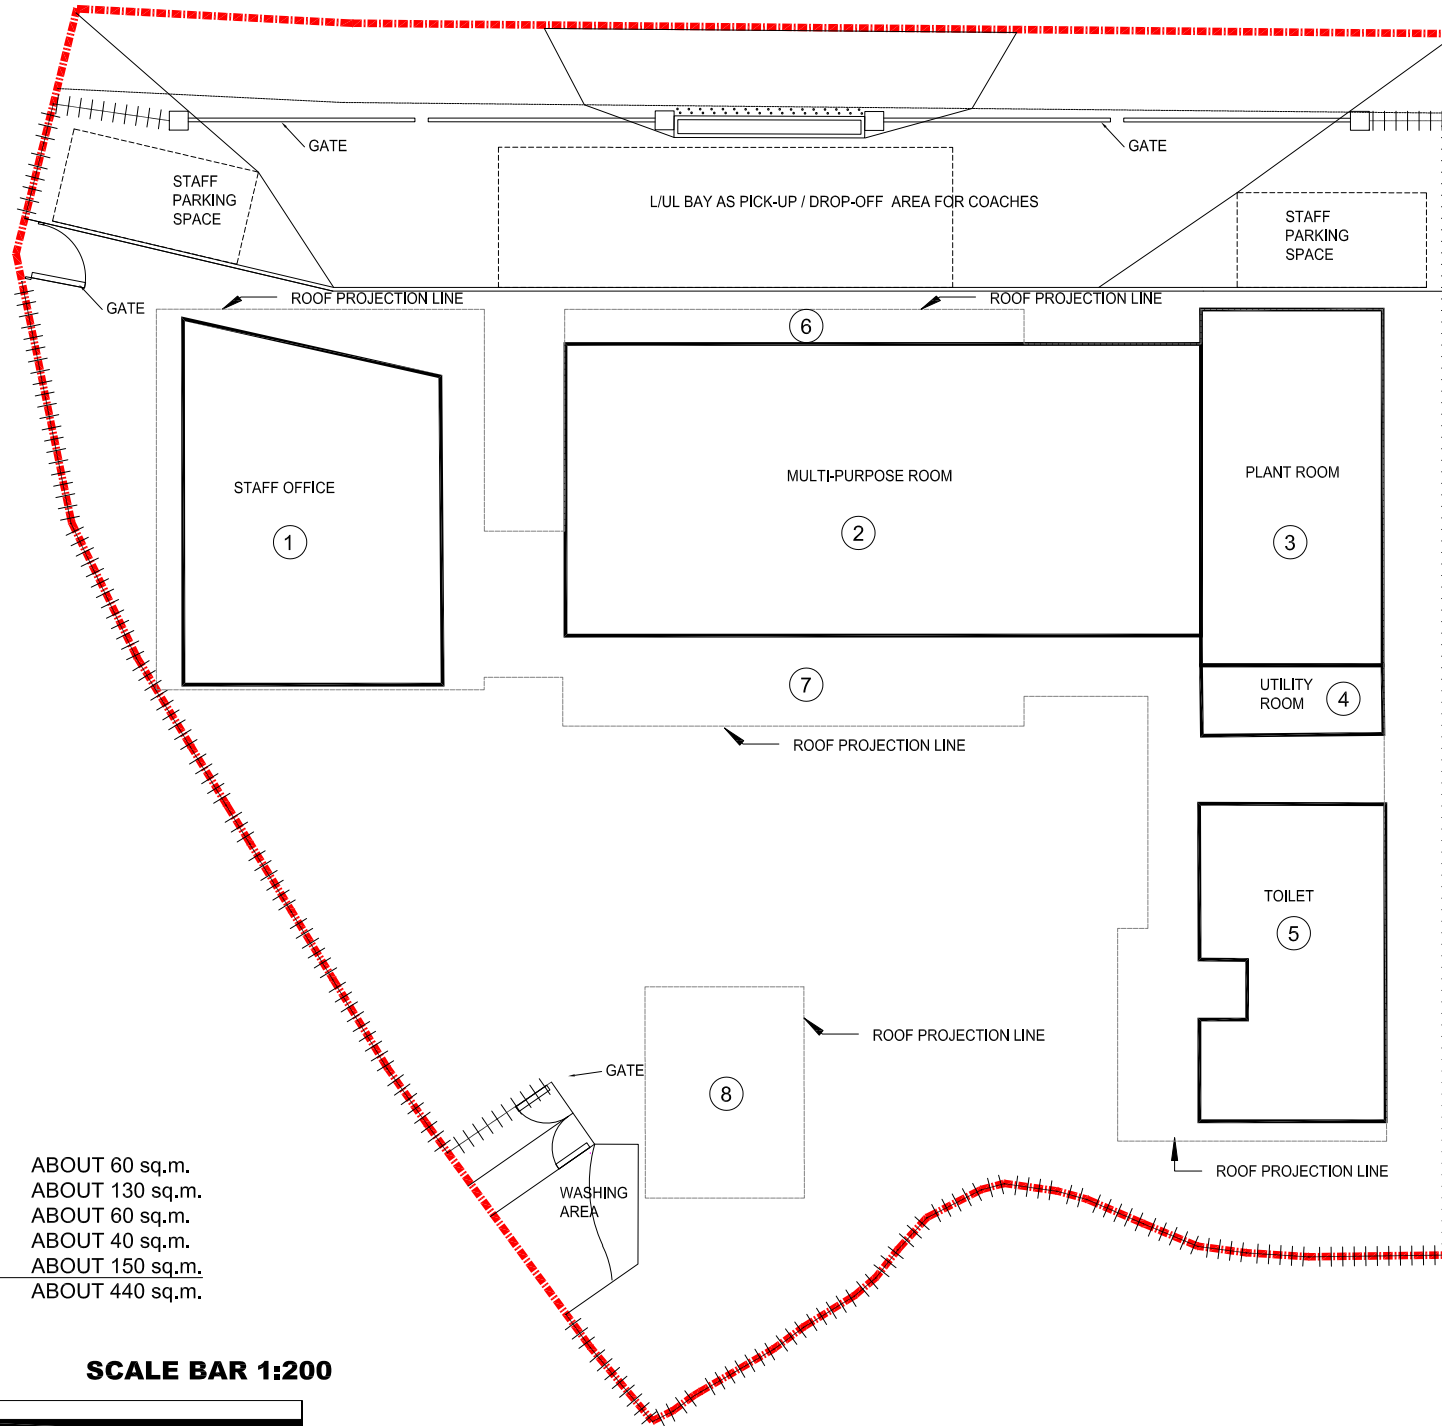 GATE
GATE
STAFF
PARKING
SPACE
L/UL BAY AS PICK-UP / DROP-OFF AREA FOR COACHES
STAFF
PARKING
SPACE
GATE
ROOF PROJECTION LINE
ROOF PROJECTION LINE
6
STAFF OFFICE
1
MULTI-PURPOSE ROOM
2
PLANT ROOM
3
7
UTILITY
ROOM
4
ROOF PROJECTION LINE
TOILET
5
ROOF PROJECTION LINE
GATE
8
WASHING
AREA
ROOF PROJECTION LINE
ABOUT 60 sq.m.
ABOUT 130 sq.m.
ABOUT 60 sq.m.
ABOUT 40 sq.m.
ABOUT 150 sq.m.
ABOUT 440 sq.m.
SCALE BAR 1:200